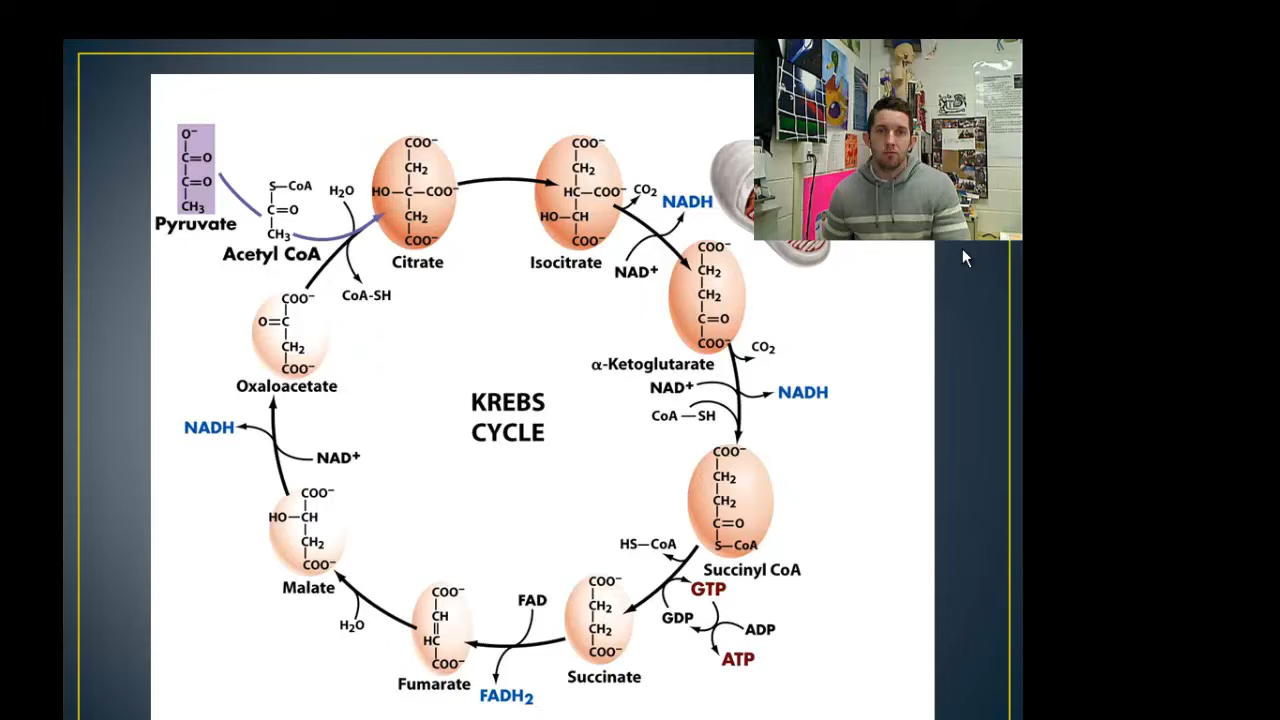 O⁻
C=O
C=O
CH₃
Pyruvate
S—CoA
C=O
CH₃
Acetyl CoA
H₂O
CoA-SH
COO⁻
CH₂
HO—C—COO⁻
CH₂
COO⁻
Citrate
COO⁻
CH₂
HC—COO⁻
HO—CH
COO⁻
Isocitrate
CO₂
NADH
NAD+
COO⁻
CH₂
CH₂
C=O
COO⁻
α-Ketoglutarate
CO₂
NAD+
NADH
CoA—SH
COO⁻
CH₂
CH₂
C=O
S—CoA
Succinyl CoA
HS—CoA
GTP
GDP
ADP
ATP
COO⁻
CH₂
CH₂
COO⁻
Succinate
FAD
FADH₂
COO⁻
CH
HC
COO⁻
Fumarate
H₂O
COO⁻
HO—CH
CH₂
COO⁻
Malate
NAD+
NADH
COO⁻
O=C
CH₂
COO⁻
Oxaloacetate
KREBS
CYCLE